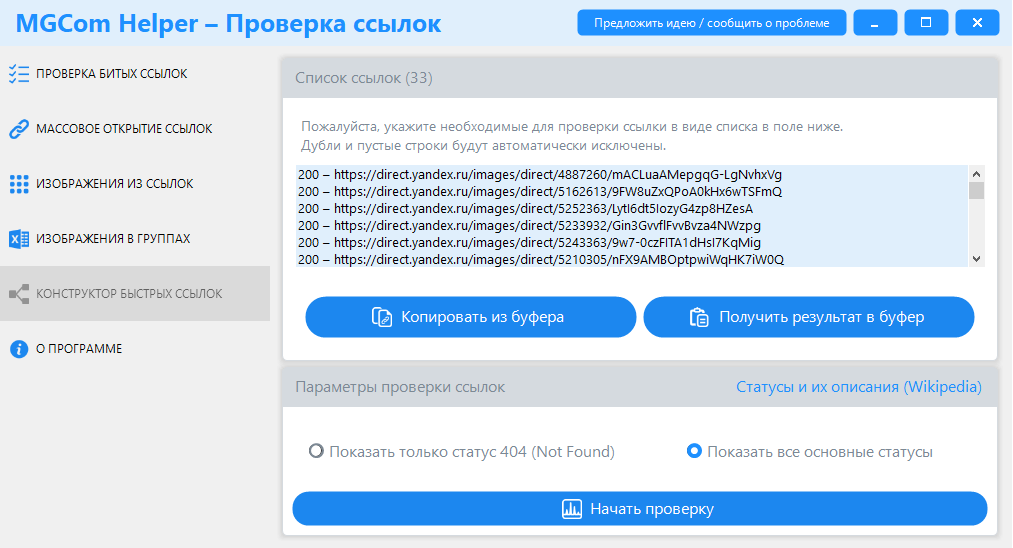 MGCom Helper – Проверка ссылок
Предложить идею / сообщить о проблеме
ПРОВЕРКА БИТЫХ ССЫЛОК
МАССОВОЕ ОТКРЫТИЕ ССЫЛОК
ИЗОБРАЖЕНИЯ ИЗ ССЫЛОК
ИЗОБРАЖЕНИЯ В ГРУППАХ
КОНСТРУКТОР БЫСТРЫХ ССЫЛОК
О ПРОГРАММЕ
Список ссылок (33)
Пожалуйста, укажите необходимые для проверки ссылки в виде списка в поле ниже.
Дубли и пустые строки будут автоматически исключены.
200 – https://direct.yandex.ru/images/direct/4887260/mACLuaAMepgqG-LgNvhxVg
200 – https://direct.yandex.ru/images/direct/5162613/9FW8uZxQPoA0kHx6wTSFmQ
200 – https://direct.yandex.ru/images/direct/5252363/LytI6dt5IozyG4zp8HZesA
200 – https://direct.yandex.ru/images/direct/5233932/Gin3GvvfIFvvBvza4NWzpg
200 – https://direct.yandex.ru/images/direct/5243363/9w7-0czFITA1dHsI7KqMig
200 – https://direct.yandex.ru/images/direct/5210305/nFX9AMBOptpwiWqHK7iW0Q
Копировать из буфера
Получить результат в буфер
Параметры проверки ссылок
Статусы и их описания (Wikipedia)
Показать только статус 404 (Not Found)
Показать все основные статусы
Начать проверку